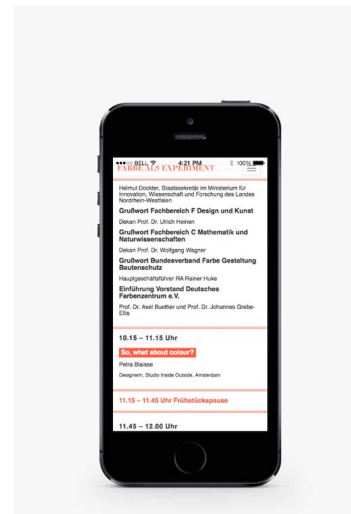 BELL 4:21 PM 100%
FARBE ALS EXPERIMENT
Helmut Dockter, Staatssekretär im Ministerium für
Innovation, Wissenschaft und Forschung des Landes
Nordrhein-Westfalen
Grußwort Fachbereich F Design und Kunst
Dekan Prof. Dr. Ulrich Heinen
Grußwort Fachbereich C Mathematik und
Naturwissenschaften
Dekan Prof. Dr. Wolfgang Wagner
Grußwort Bundesverband Farbe Gestaltung
Bautenschutz
Hauptgeschäftsführer RA Rainer Huke
Einführung Vorstand Deutsches
Farbenzentrum e.V.
Prof. Dr. Axel Buether und Prof. Dr. Johannes Grebe-
Ellis
10.15 – 11.15 Uhr
So, what about colour?
Petra Blaisse
Designerin, Studio Inside Outside, Amsterdam
11.15 – 11.45 Uhr Frühstückspause
11.45 – 12.00 Uhr